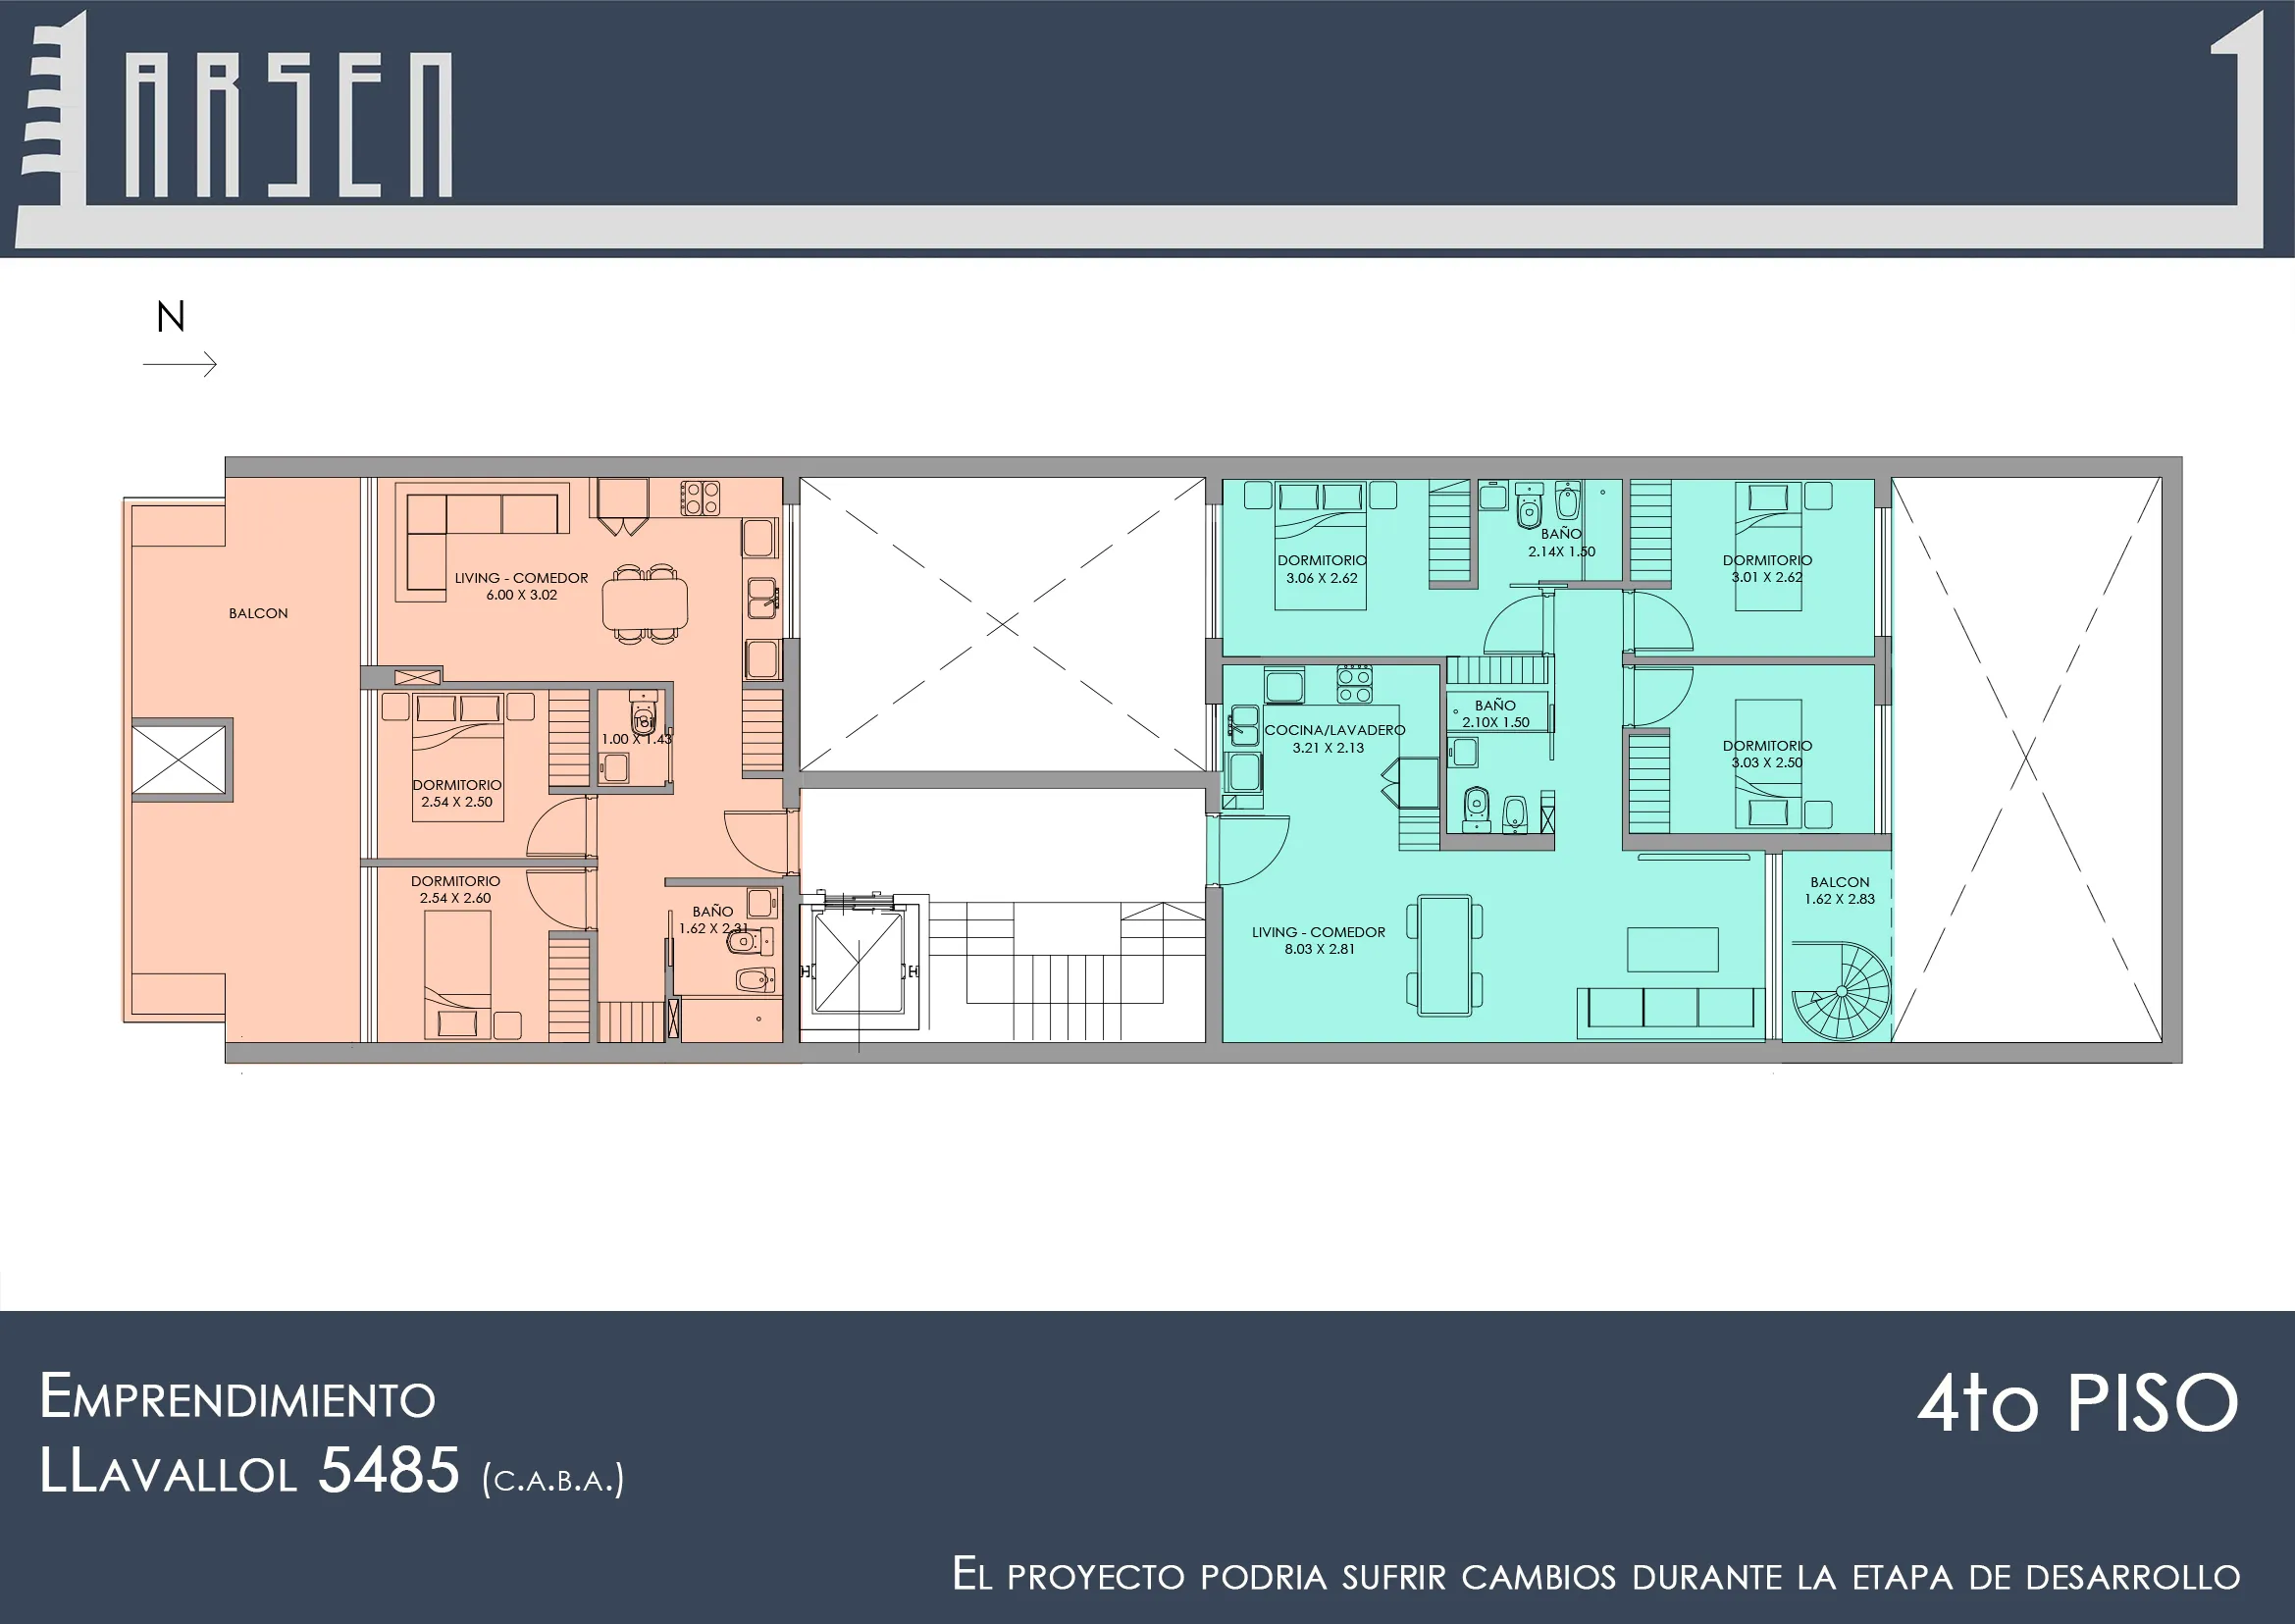 LARSEN
N
BALCON
LIVING - COMEDOR
6.00 X 3.02
DORMITORIO
2.54 X 2.50
Toi
1.00 X 1.43
DORMITORIO
2.54 X 2.60
BAÑO
1.62 X 2.31
DORMITORIO
3.06 X 2.62
BAÑO
2.14X 1.50
DORMITORIO
3.01 X 2.62
COCINA/LAVADERO
3.21 X 2.13
BAÑO
2.10X 1.50
DORMITORIO
3.03 X 2.50
LIVING - COMEDOR
8.03 X 2.81
BALCON
1.62 X 2.83
EMPRENDIMIENTO
LLAVALLOL 5485 (C.A.B.A.)
4to PISO
EL PROYECTO PODRIA SUFRIR CAMBIOS DURANTE LA ETAPA DE DESARROLLO